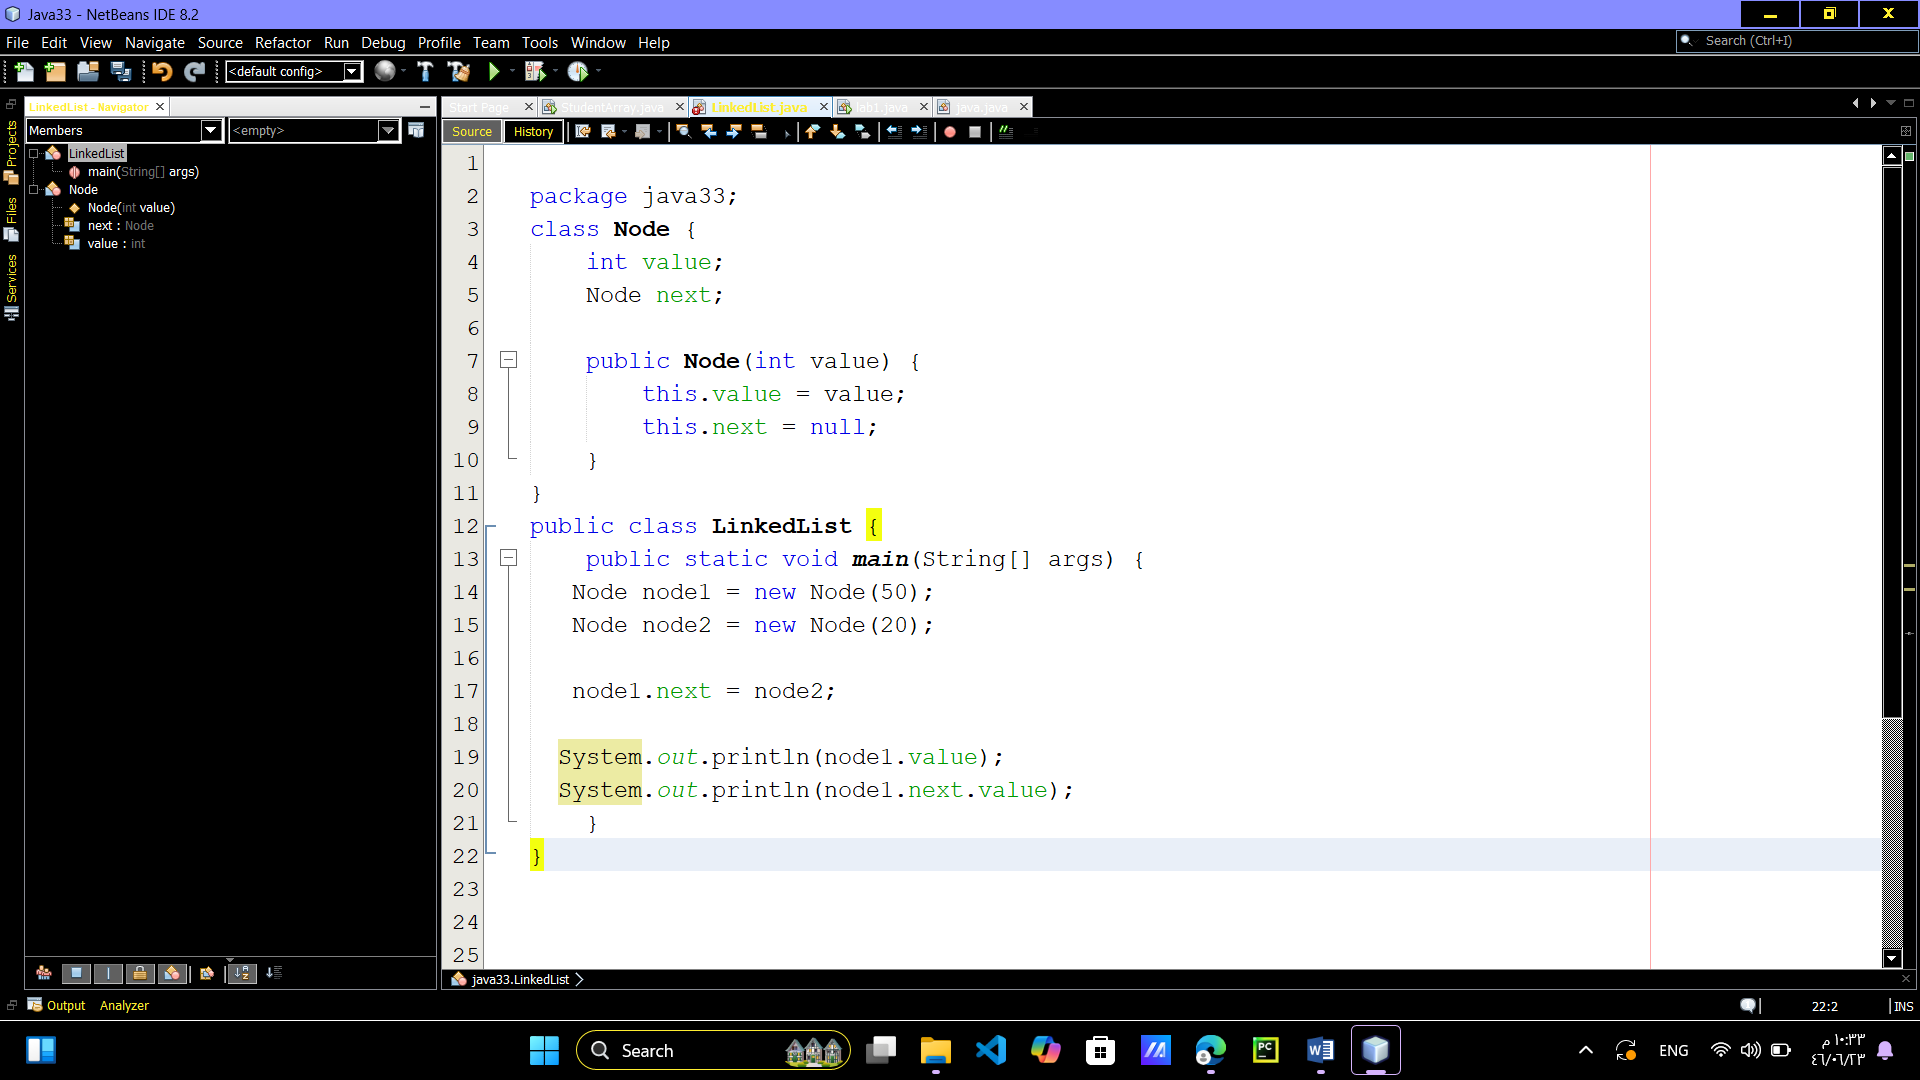 Java33 - NetBeans IDE 8.2
File Edit View Navigate Source Refactor Run Debug Profile Team Tools Window Help
Search (Ctrl+I)
<default config>
LinkedList - Navigator
Start Page StudentArray.java LinkedList.java lab1.java java.java
Members <empty>
Source History
Projects
Files
Services
LinkedList
main(String[] args)
Node
Node(int value)
next : Node
value : int
1
2 package java33;
3 class Node {
4 int value;
5 Node next;
6
7 public Node(int value) {
8 this.value = value;
9 this.next = null;
10 }
11 }
12 public class LinkedList {
13 public static void main(String[] args) {
14 Node node1 = new Node(50);
15 Node node2 = new Node(20);
16
17 node1.next = node2;
18
19 System.out.println(node1.value);
20 System.out.println(node1.next.value);
21 }
22 }
23
24
25
java33.LinkedList
Output Analyzer
22:2 INS
Search
PC
W
ENG
١٠:٣٣ م
٤٦/٠٦/٢٣